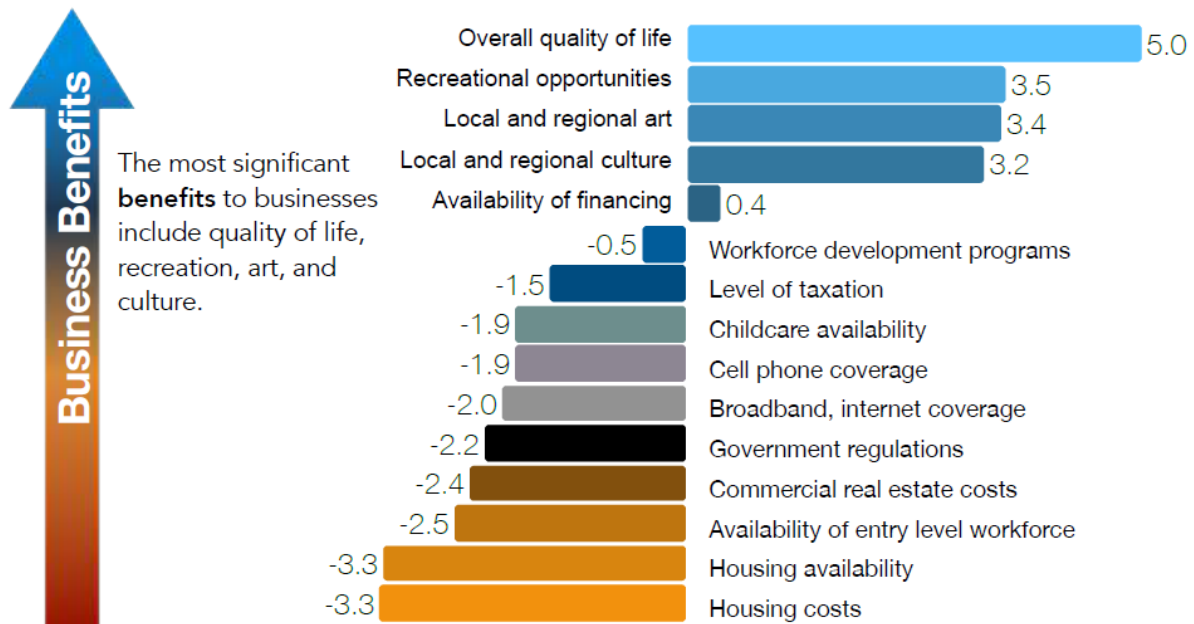 Business Benefits
The most significant
benefits to businesses
include quality of life,
recreation, art, and
culture.
Overall quality of life 5.0
Recreational opportunities 3.5
Local and regional art 3.4
Local and regional culture 3.2
Availability of financing 0.4
-0.5 Workforce development programs
-1.5 Level of taxation
-1.9 Childcare availability
-1.9 Cell phone coverage
-2.0 Broadband, internet coverage
-2.2 Government regulations
-2.4 Commercial real estate costs
-2.5 Availability of entry level workforce
-3.3 Housing availability
-3.3 Housing costs